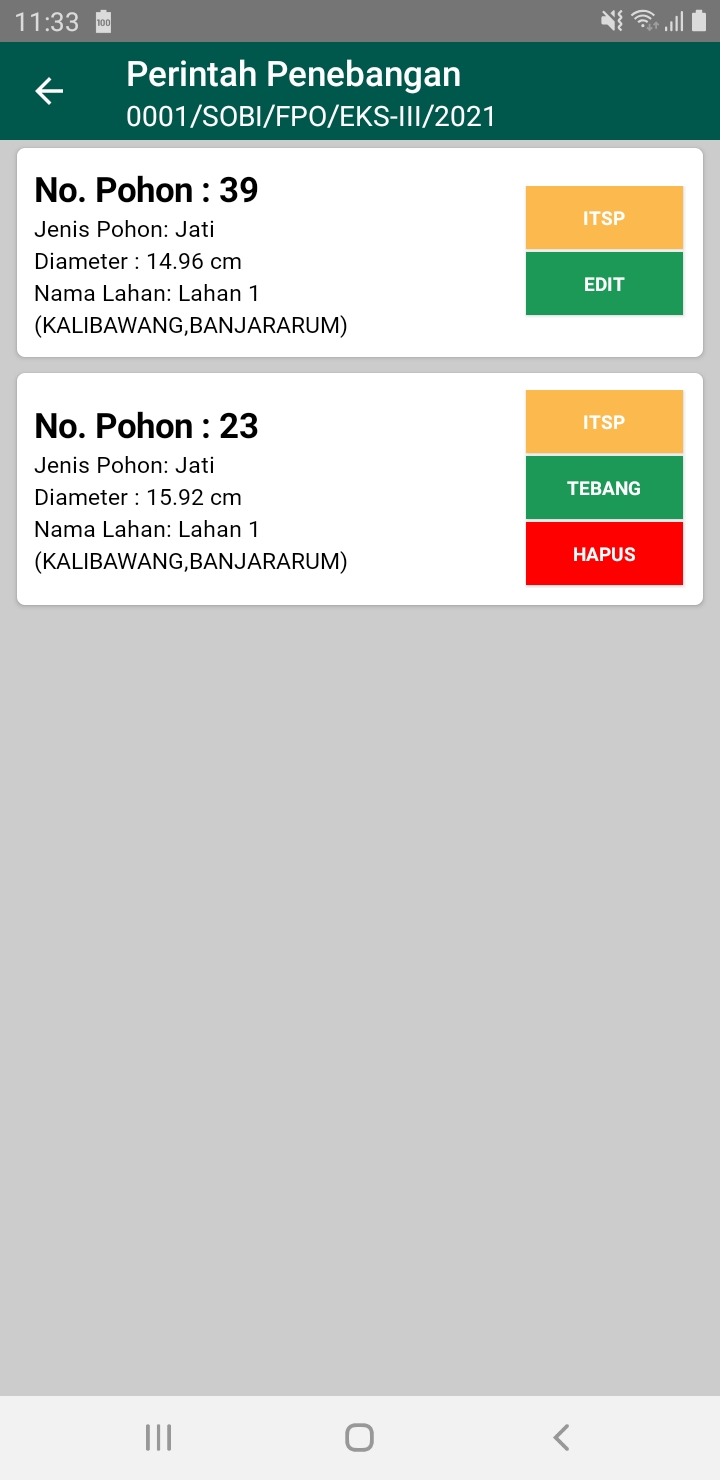 11:33
100
Perintah Penebangan
0001/SOBI/FPO/EKS-III/2021
No. Pohon : 39
Jenis Pohon: Jati
Diameter : 14.96 cm
Nama Lahan: Lahan 1
(KALIBAWANG,BANJARARUM)
ITSP
EDIT
No. Pohon : 23
Jenis Pohon: Jati
Diameter : 15.92 cm
Nama Lahan: Lahan 1
(KALIBAWANG,BANJARARUM)
ITSP
TEBANG
HAPUS